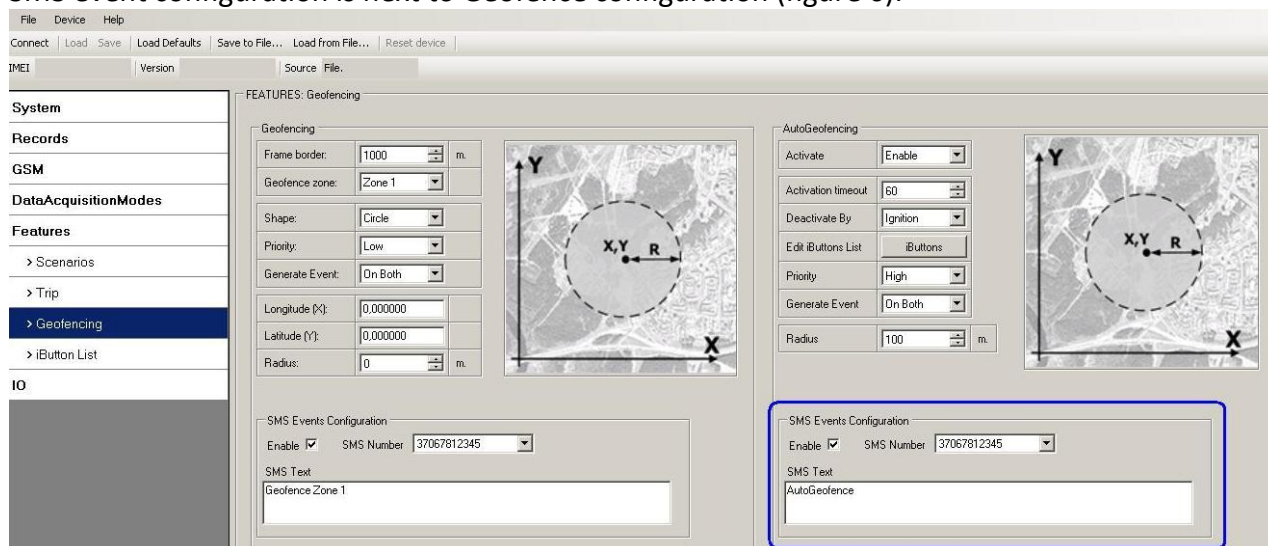 SMS event configuration is next to Geofence configuration (figure 6).
File Device Help
Connect Load Save Load Defaults Save to File... Load from File... Reset device
IMEI Version Source File.
System
Records
GSM
DataAcquisitionModes
Features
> Scenarios
> Trip
> Geofencing
> iButton List
IO
FEATURES: Geofencing
Geofencing
Frame border: 1000 m.
Geofence zone: Zone 1
Shape: Circle
Priority: Low
Generate Event: On Both
Longitude (X): 0,000000
Latitude (Y): 0,000000
Radius: 0 m.
Y
X,Y R
X
SMS Events Configuration
Enable SMS Number 37067812345
SMS Text
Geofence Zone 1
AutoGeofencing
Activate Enable
Activation timeout 60
Deactivate By Ignition
Edit iButtons List iButtons
Priority High
Generate Event On Both
Radius 100 m.
Y
X,Y R
X
SMS Events Configuration
Enable SMS Number 37067812345
SMS Text
AutoGeofence